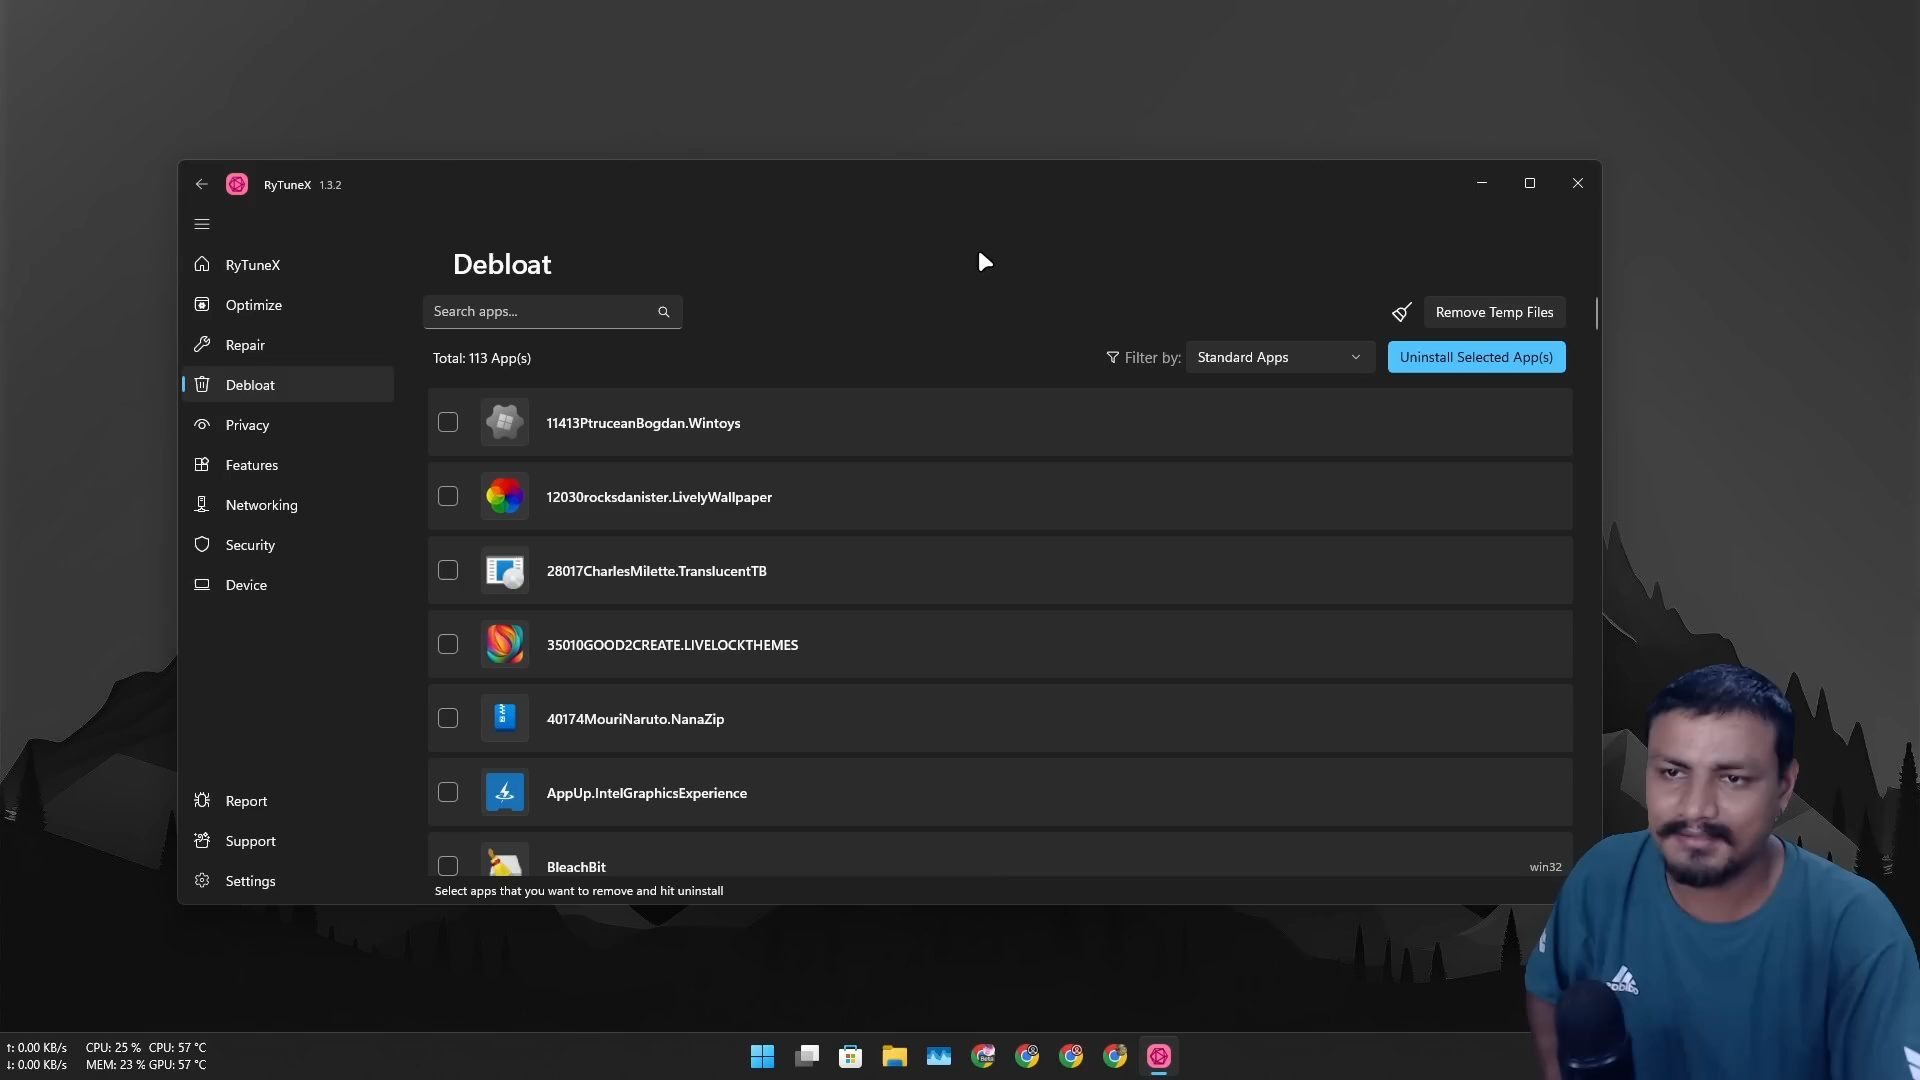 RyTuneX 1.3.2
RyTuneX
Optimize
Repair
Debloat
Privacy
Features
Networking
Security
Device
Report
Support
Settings
Debloat
Search apps...
Remove Temp Files
Total: 113 App(s)
Filter by: Standard Apps
Uninstall Selected App(s)
11413PtruceanBogdan.Wintoys
12030rocksdanister.LivelyWallpaper
28017CharlesMilette.TranslucentTB
35010GOOD2CREATE.LIVELOCKTHEMES
40174MouriNaruto.NanaZip
AppUp.IntelGraphicsExperience
BleachBit win32
Select apps that you want to remove and hit uninstall
↑: 0.00 KB/s CPU: 25 % CPU: 57 °C
↓: 0.00 KB/s MEM: 23 % GPU: 57 °C
Beta